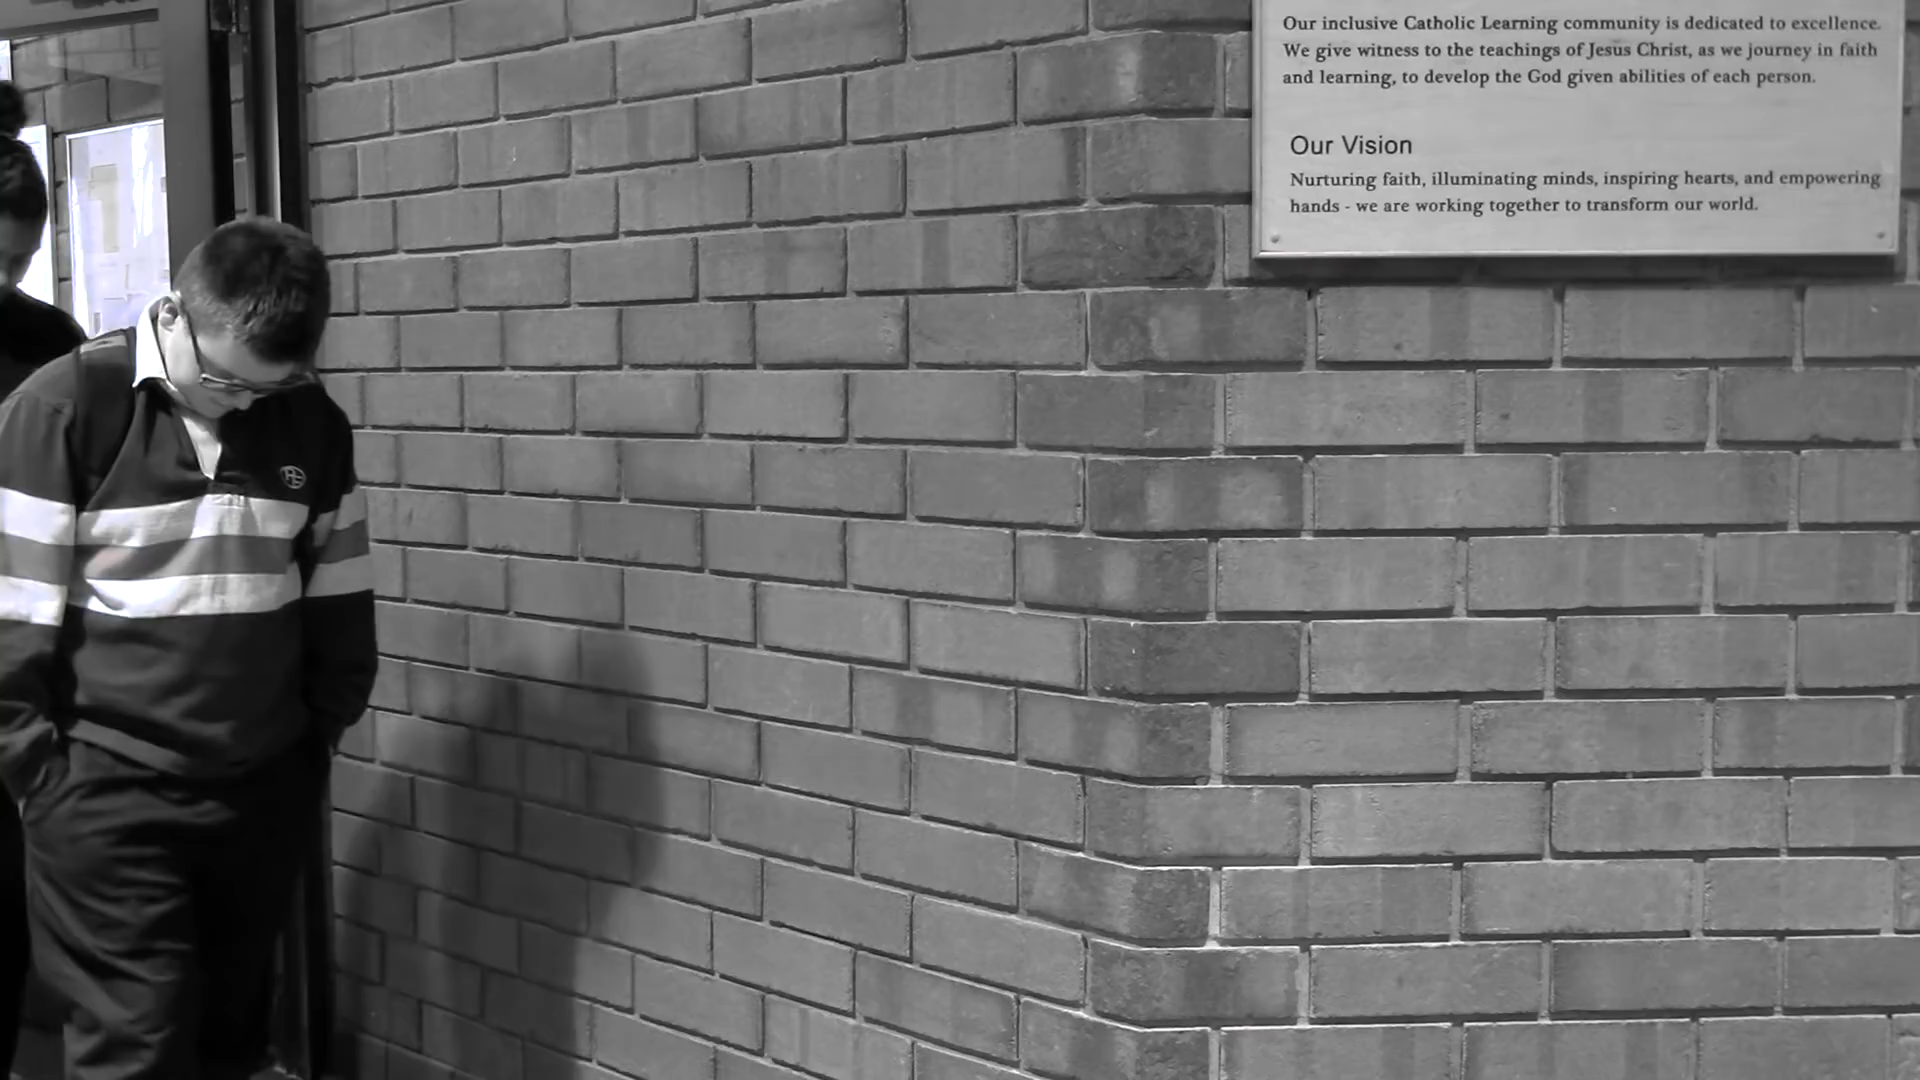 Our inclusive Catholic Learning community is dedicated to excellence.
We give witness to the teachings of Jesus Christ, as we journey in faith
and learning, to develop the God given abilities of each person.
Our Vision
Nurturing faith, illuminating minds, inspiring hearts, and empowering
hands - we are working together to transform our world.